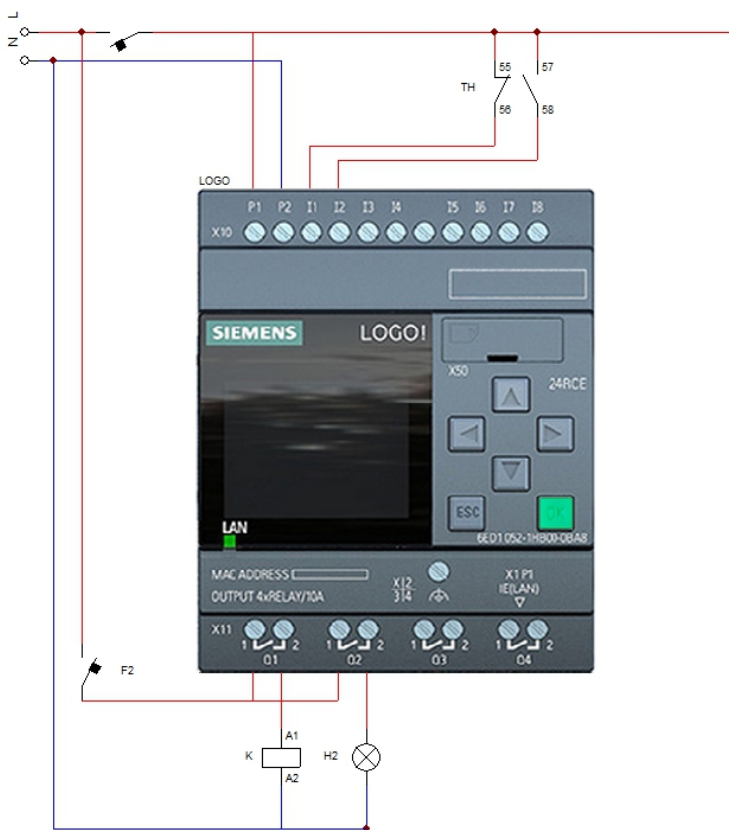 L
N
55 57
TH
56 58
LOGO
P1 P2 I1 I2 I3 I4 I5 I6 I7 I8
X10
SIEMENS LOGO!
X50
24RCE
ESC OK
LAN
6ED1 052-1HB00-0BA8
MAC ADDRESS
OUTPUT 4xRELAY/10A
X12
3 4
X1 P1
IE(LAN)
X11
1 2 1 2 1 2 1 2
Q1 Q2 Q3 Q4
F2
A1
K H2
A2